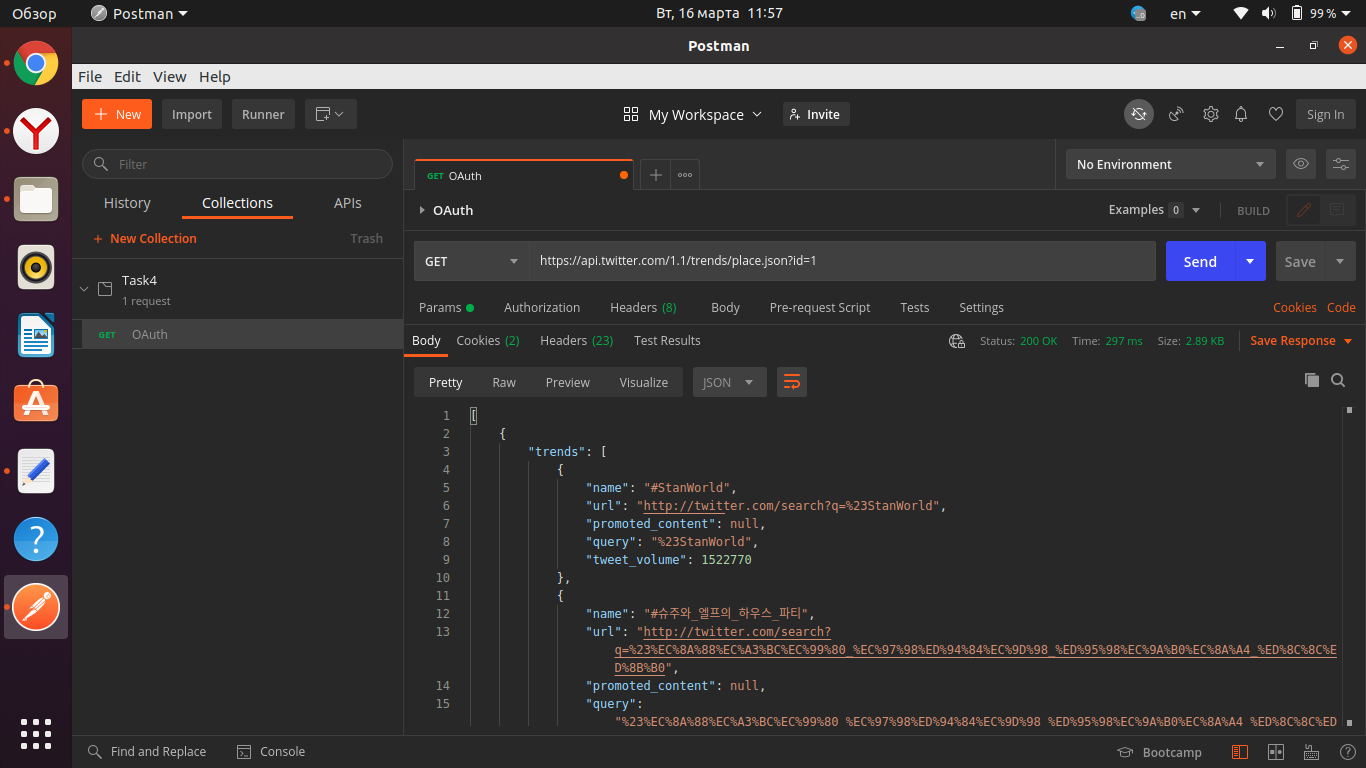 Обзор
Postman
Вт, 16 марта 11:57
en
99 %
Postman
File Edit View Help
New
Import
Runner
My Workspace
Invite
Sign In
Filter
History
Collections
APIs
New Collection
Trash
Task4
1 request
GET OAuth
GET OAuth
No Environment
OAuth
Examples 0
BUILD
GET
https://api.twitter.com/1.1/trends/place.json?id=1
Send
Save
Params
Authorization
Headers (8)
Body
Pre-request Script
Tests
Settings
Cookies
Code
Body
Cookies (2)
Headers (23)
Test Results
Status: 200 OK
Time: 297 ms
Size: 2.89 KB
Save Response
Pretty
Raw
Preview
Visualize
JSON
1 [
2 {
3 "trends": [
4 {
5 "name": "#StanWorld",
6 "url": "http://twitter.com/search?q=%23StanWorld",
7 "promoted_content": null,
8 "query": "%23StanWorld",
9 "tweet_volume": 1522770
10 },
11 {
12 "name": "#슈주와_엘프의_하우스_파티",
13 "url": "http://twitter.com/search?
q=%23%EC%8A%88%EC%A3%BC%EC%99%80_%EC%97%98%ED%94%84%EC%9D%98_%ED%95%98%EC%9A%B0%EC%8A%A4_%ED%8C%8C%E
D%8B%B0",
14 "promoted_content": null,
15 "query":
"%23%EC%8A%88%EC%A3%BC%EC%99%80 %EC%97%98%ED%94%84%EC%9D%98 %ED%95%98%EC%9A%B0%EC%8A%A4 %ED%8C%8C%ED
Find and Replace
Console
Bootcamp